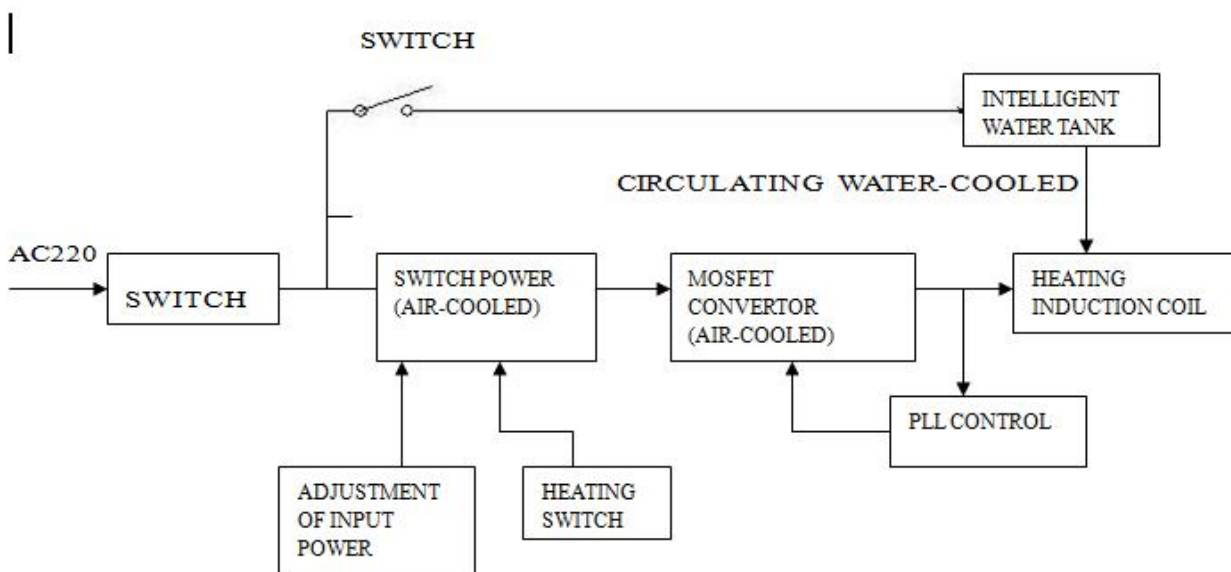 SWITCH
INTELLIGENT
WATER TANK
CIRCULATING WATER-COOLED
AC220
SWITCH
SWITCH POWER
(AIR-COOLED)
MOSFET
CONVERTOR
(AIR-COOLED)
HEATING
INDUCTION COIL
PLL CONTROL
ADJUSTMENT
OF INPUT
POWER
HEATING
SWITCH